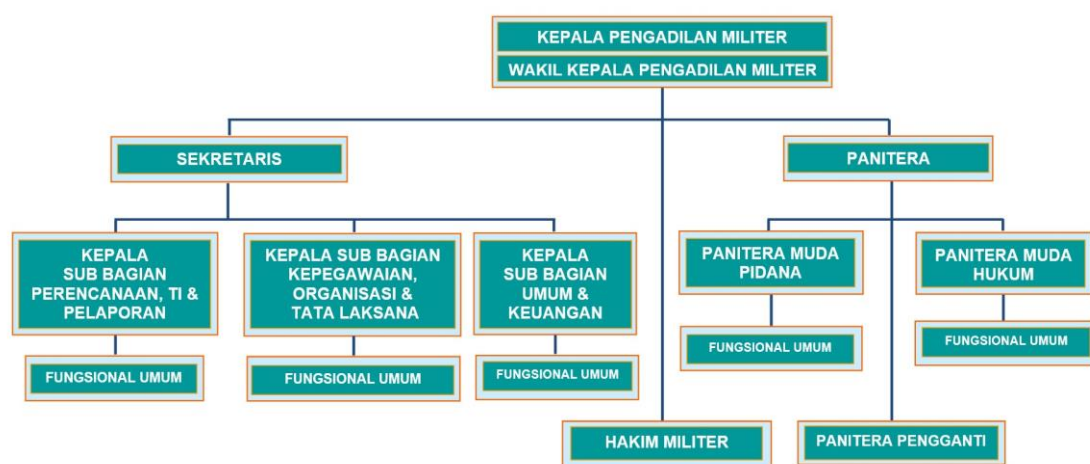 KEPALA PENGADILAN MILITER
WAKIL KEPALA PENGADILAN MILITER
SEKRETARIS
PANITERA
KEPALA
SUB BAGIAN
PERENCANAAN, TI &
PELAPORAN
KEPALA SUB BAGIAN
KEPEGAWAIAN,
ORGANISASI &
TATA LAKSANA
KEPALA
SUB BAGIAN
UMUM &
KEUANGAN
PANITERA MUDA
PIDANA
PANITERA MUDA
HUKUM
FUNGSIONAL UMUM
FUNGSIONAL UMUM
FUNGSIONAL UMUM
FUNGSIONAL UMUM
FUNGSIONAL UMUM
HAKIM MILITER
PANITERA PENGGANTI